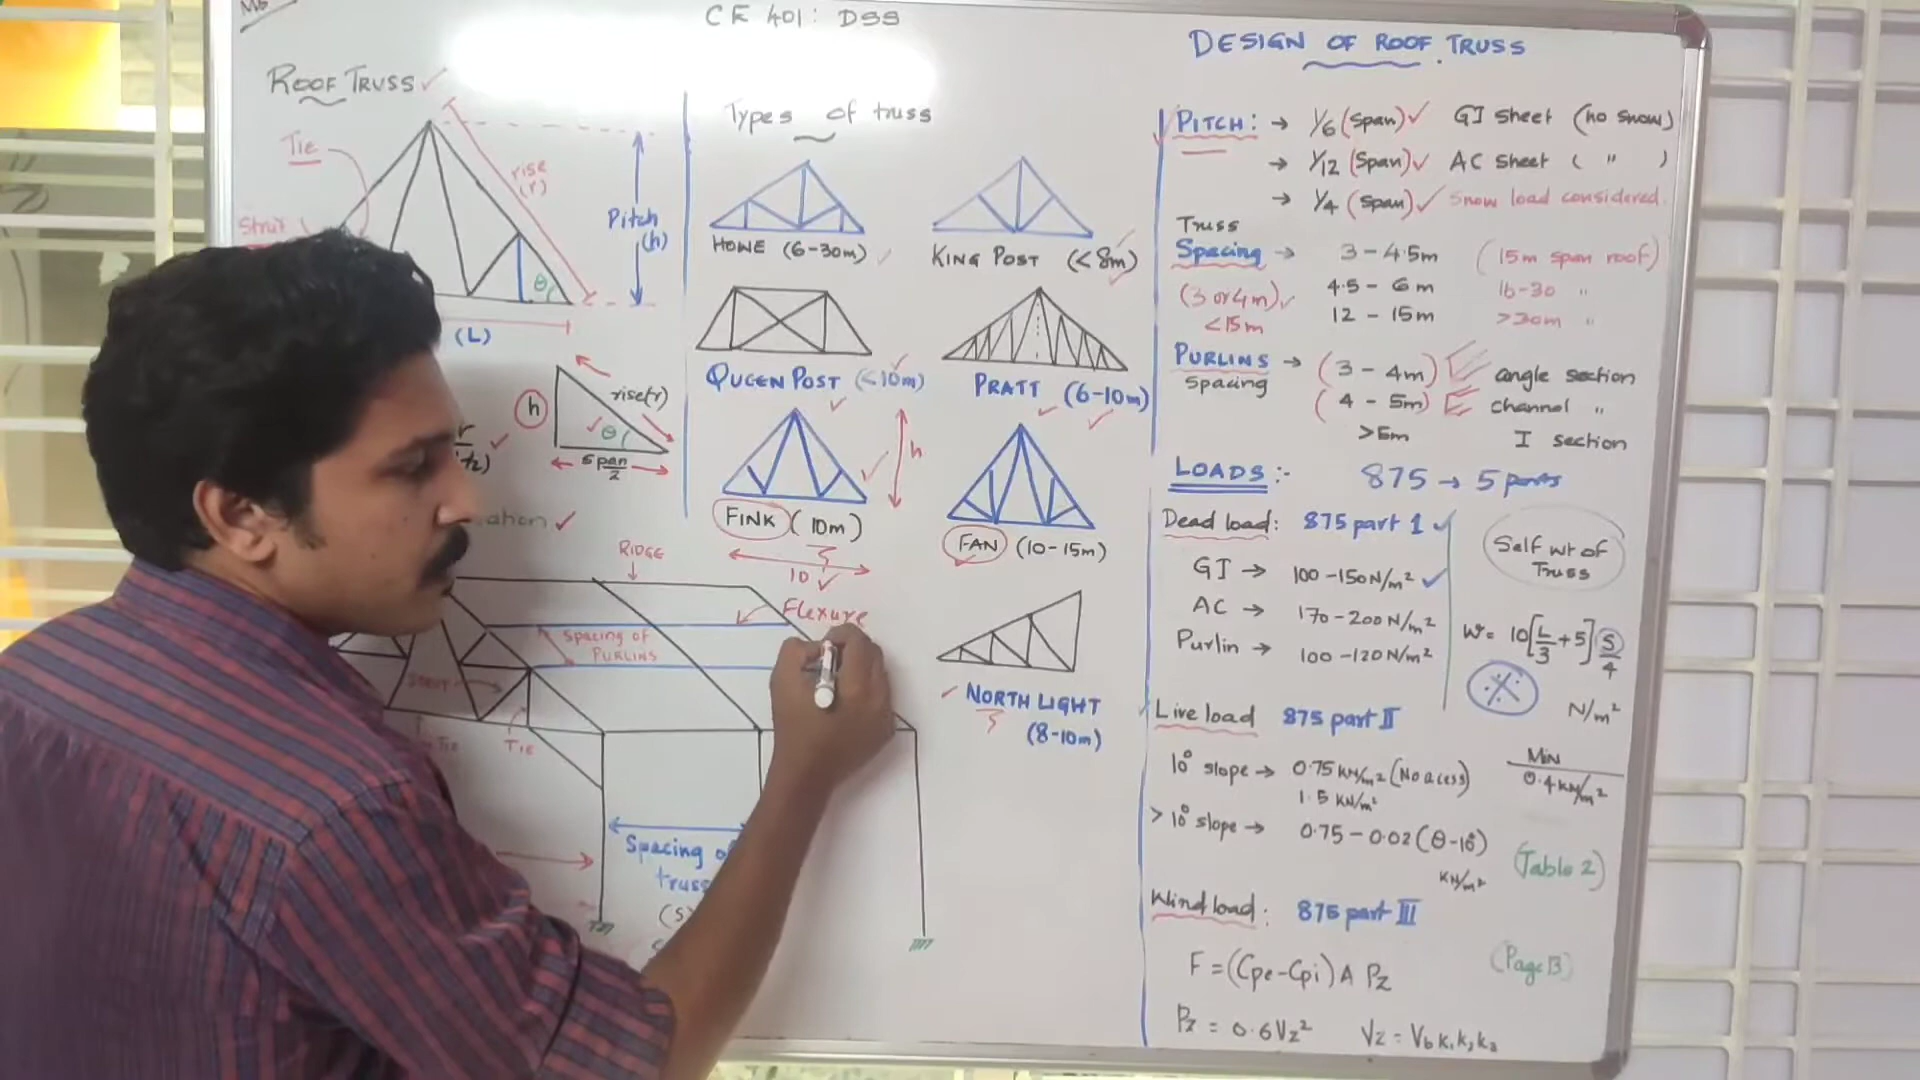 CE 401: DSS
ROOF TRUSS
Tie
Strut
rise
(r)
Pitch
(h)
θ
(L)
h
rise(r)
θ
span
2
RIDGE
Flexure
Spacing of
PURLINS
STRUT
Tie
TIE
Spacing of
truss
(S)
Types of truss
HOWE (6-30m)
KING POST (<8m)
QUEEN POST (<10m)
PRATT (6-10m)
h
FINK (10m)
10
FAN (10-15m)
NORTH LIGHT
(8-10m)
DESIGN OF ROOF TRUSS
PITCH: → 1/6 (Span) GI Sheet (no snow)
→ 1/12 (Span) AC Sheet ( " )
→ 1/4 (Span) Snow load considered.
Truss
Spacing → 3 - 4.5m (15m span roof)
(3 or 4m) 4.5 - 6m 16-30 "
<15m 12 - 15m >30m "
PURLINS → (3 - 4m) angle section
Spacing (4 - 5m) channel "
>5m I section
LOADS :- 875 → 5 parts
Dead load: 875 part 1
GI → 100-150N/m²
AC → 170-200N/m²
Purlin → 100-120N/m²
Self wt of
Truss
W = 10[L/3 + 5] S/4
N/m²
Live load 875 part II
10° slope → 0.75 KN/m² (No acess)
1.5 KN/m²
> 10° slope → 0.75 - 0.02 (θ-10°)
KN/m²
Min
0.4 KN/m²
(Table 2)
Wind load: 875 part III
F = (Cpe - Cpi) A Pz
Pz = 0.6 Vz² Vz = Vb k₁ k₂ k₃